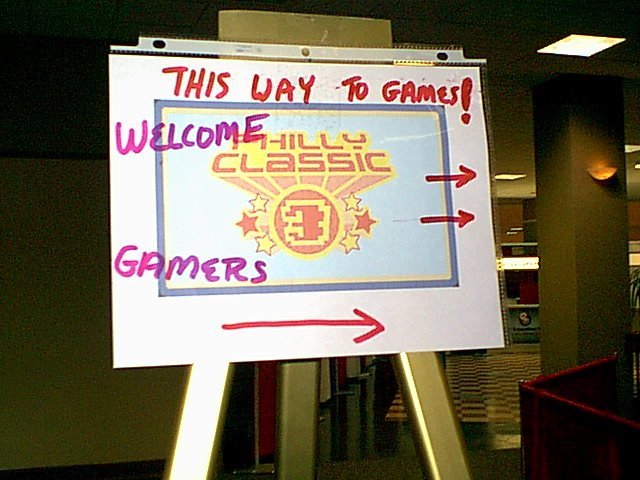 THIS WAY TO GAMES!
WELCOME
PHILLY
CLASSIC
3
GAMERS